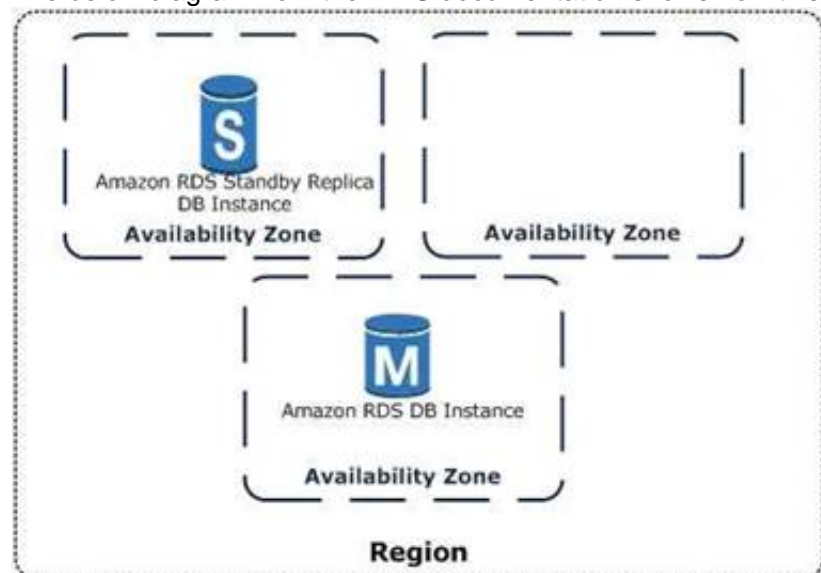 S
Amazon RDS Standby Replica
DB Instance
Availability Zone
Availability Zone
M
Amazon RDS DB Instance
Availability Zone
Region